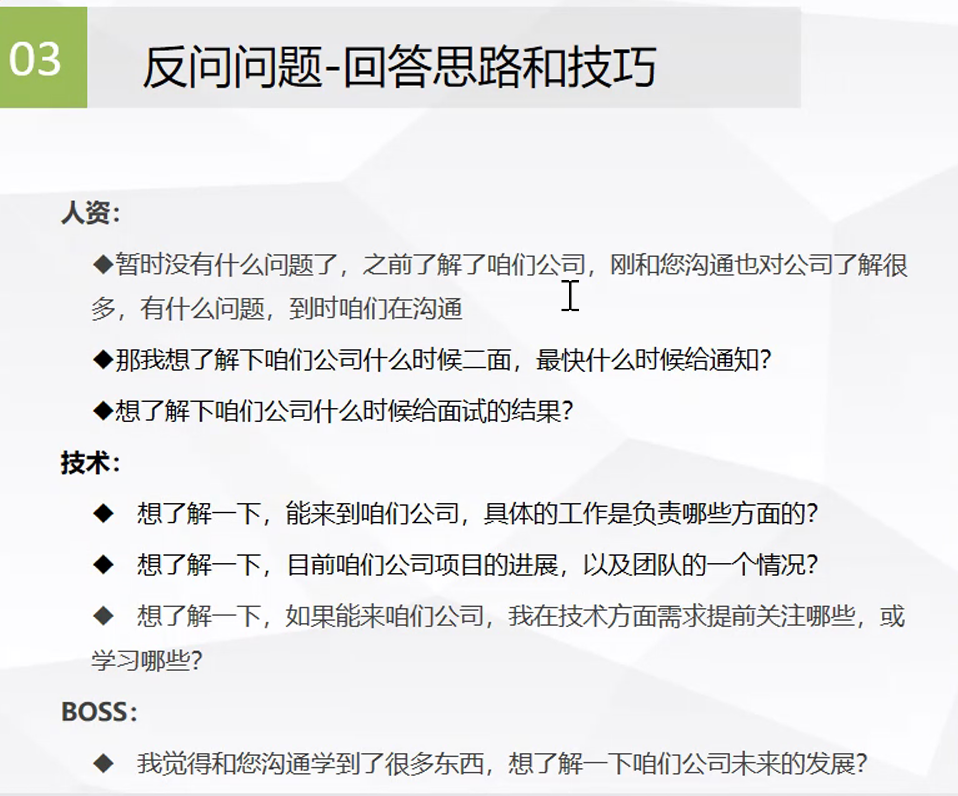 03
反问问题-回答思路和技巧
人资：
◆暂时没有什么问题了，之前了解了咱们公司，刚和您沟通也对公司了解很
多，有什么问题，到时咱们在沟通
◆那我想了解下咱们公司什么时候二面，最快什么时候给通知？
◆想了解下咱们公司什么时候给面试的结果？
技术：
◆ 想了解一下，能来到咱们公司，具体的工作是负责哪些方面的？
◆ 想了解一下，目前咱们公司项目的进展，以及团队的一个情况？
◆ 想了解一下，如果能来咱们公司，我在技术方面需求提前关注哪些，或
学习哪些？
BOSS：
◆ 我觉得和您沟通学到了很多东西，想了解一下咱们公司未来的发展？